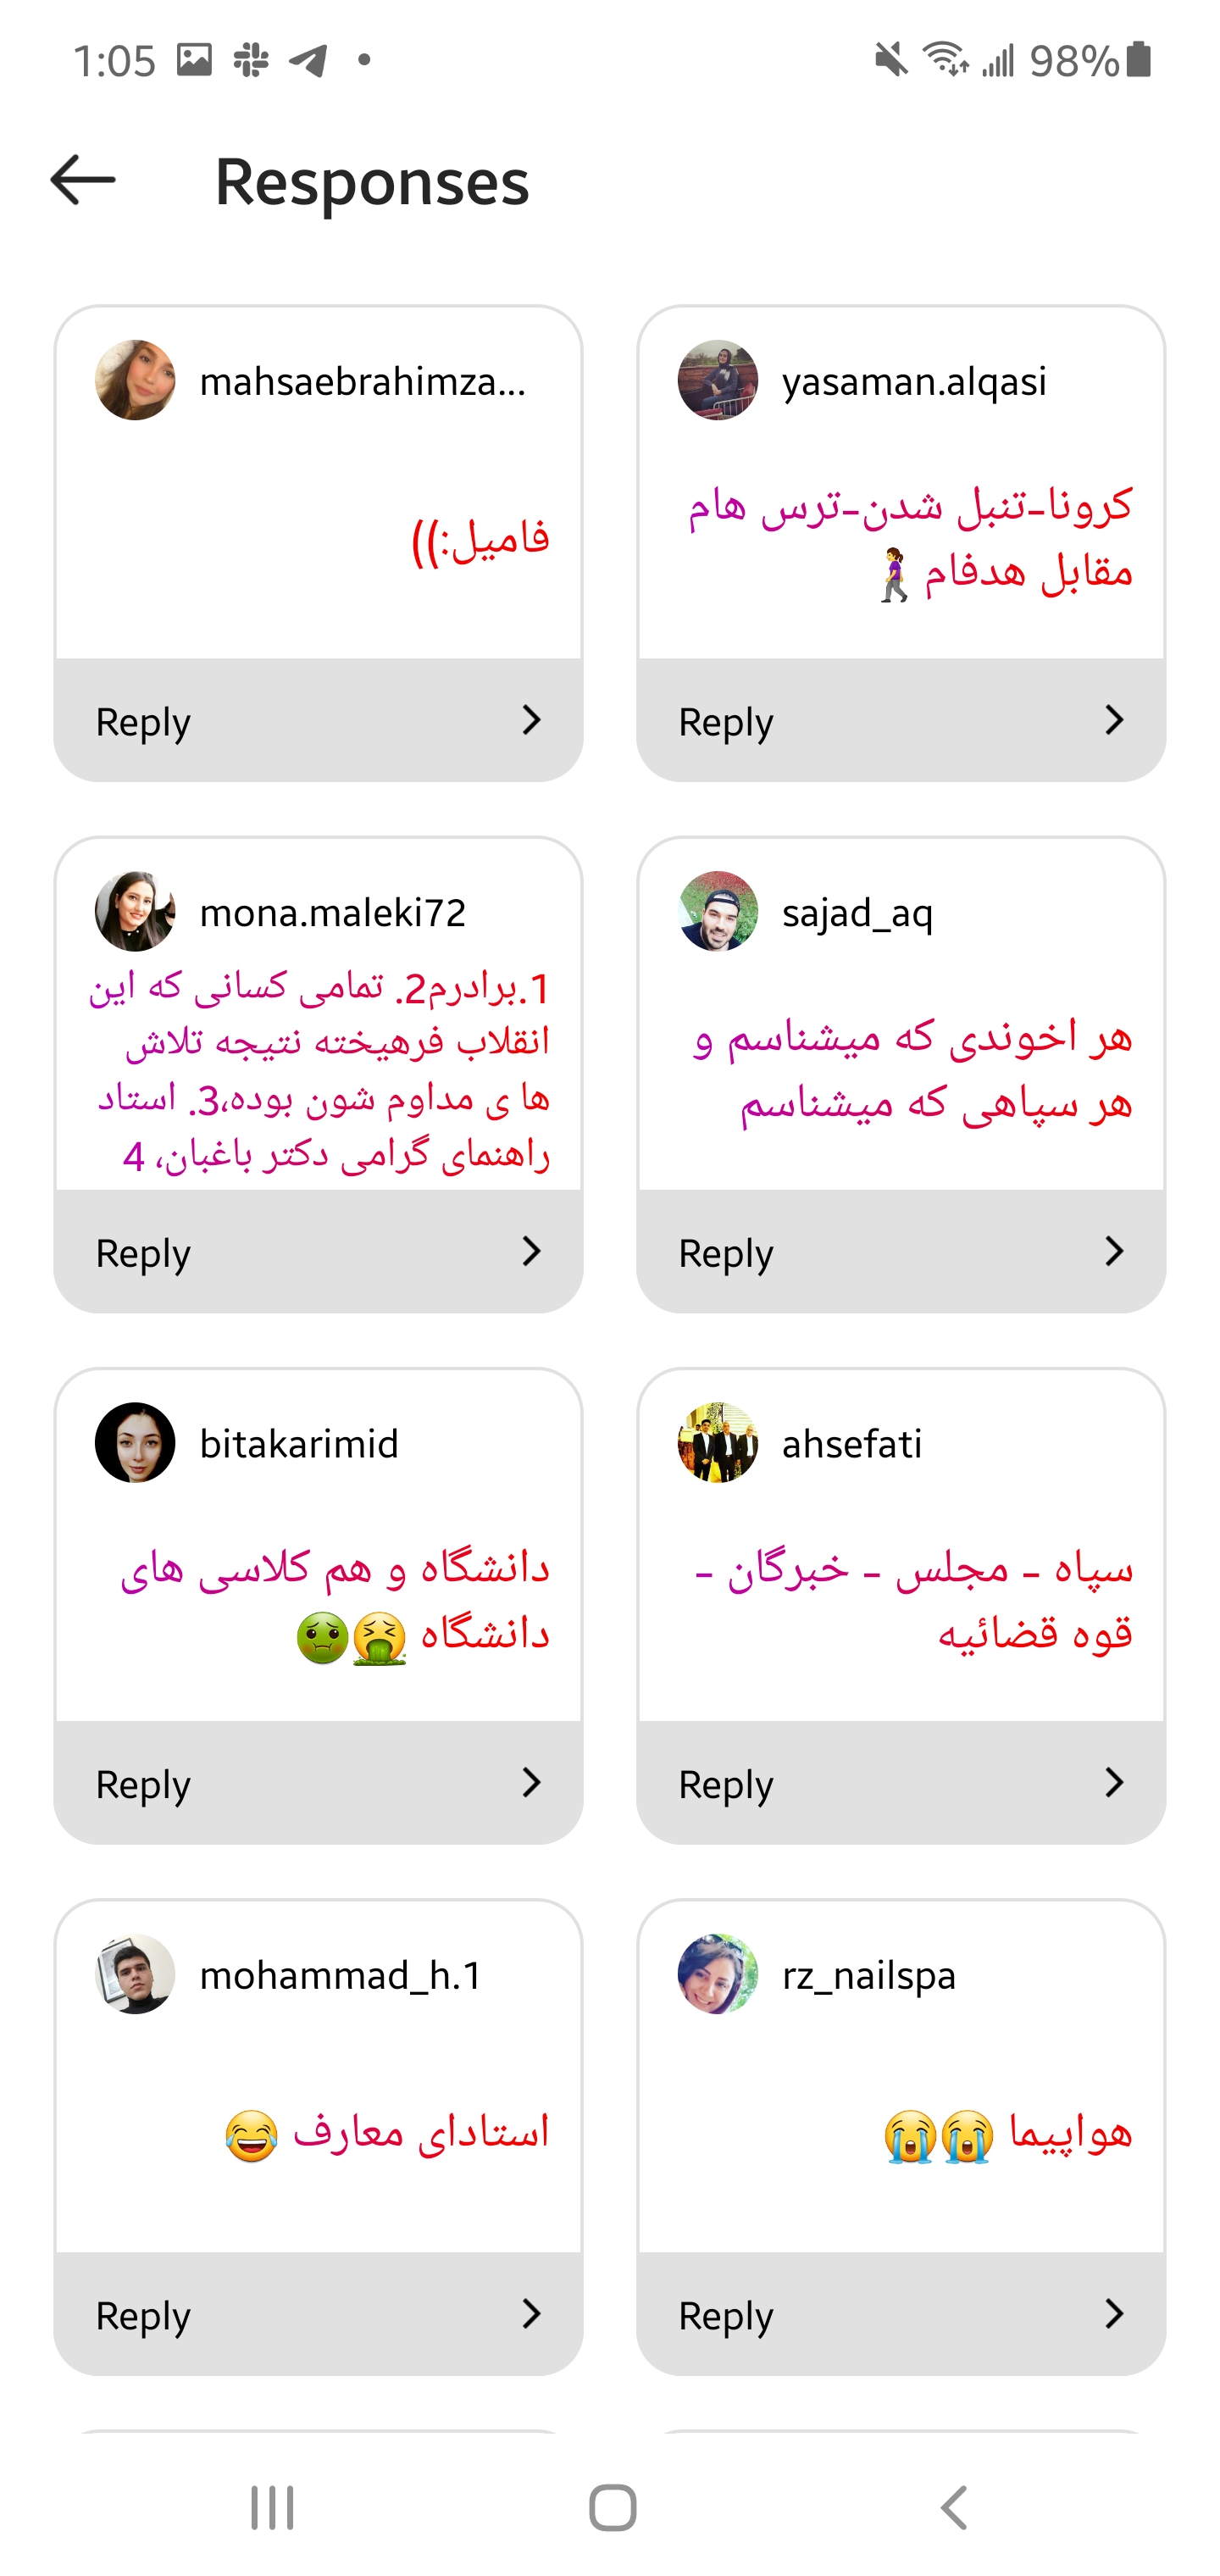 1:05
98%
Responses
mahsaebrahimza...
فامیل:))
Reply
yasaman.alqasi
کرونا-تنبل شدن-ترس هام
مقابل هدفام 🚶‍♀️
Reply
mona.maleki72
1.برادرم2. تمامی کسانی که این
انقلاب فرهیخته نتیجه تلاش
ها ی مداوم شون بوده،3. استاد
راهنمای گرامی دکتر باغبان، 4
Reply
sajad_aq
هر اخوندی که میشناسم و
هر سپاهی که میشناسم
Reply
bitakarimid
دانشگاه و هم کلاسی های
دانشگاه 🤮🤢
Reply
ahsefati
سپاه - مجلس - خبرگان -
قوه قضائیه
Reply
mohammad_h.1
استادای معارف 😂
Reply
rz_nailspa
هواپیما 😭😭
Reply